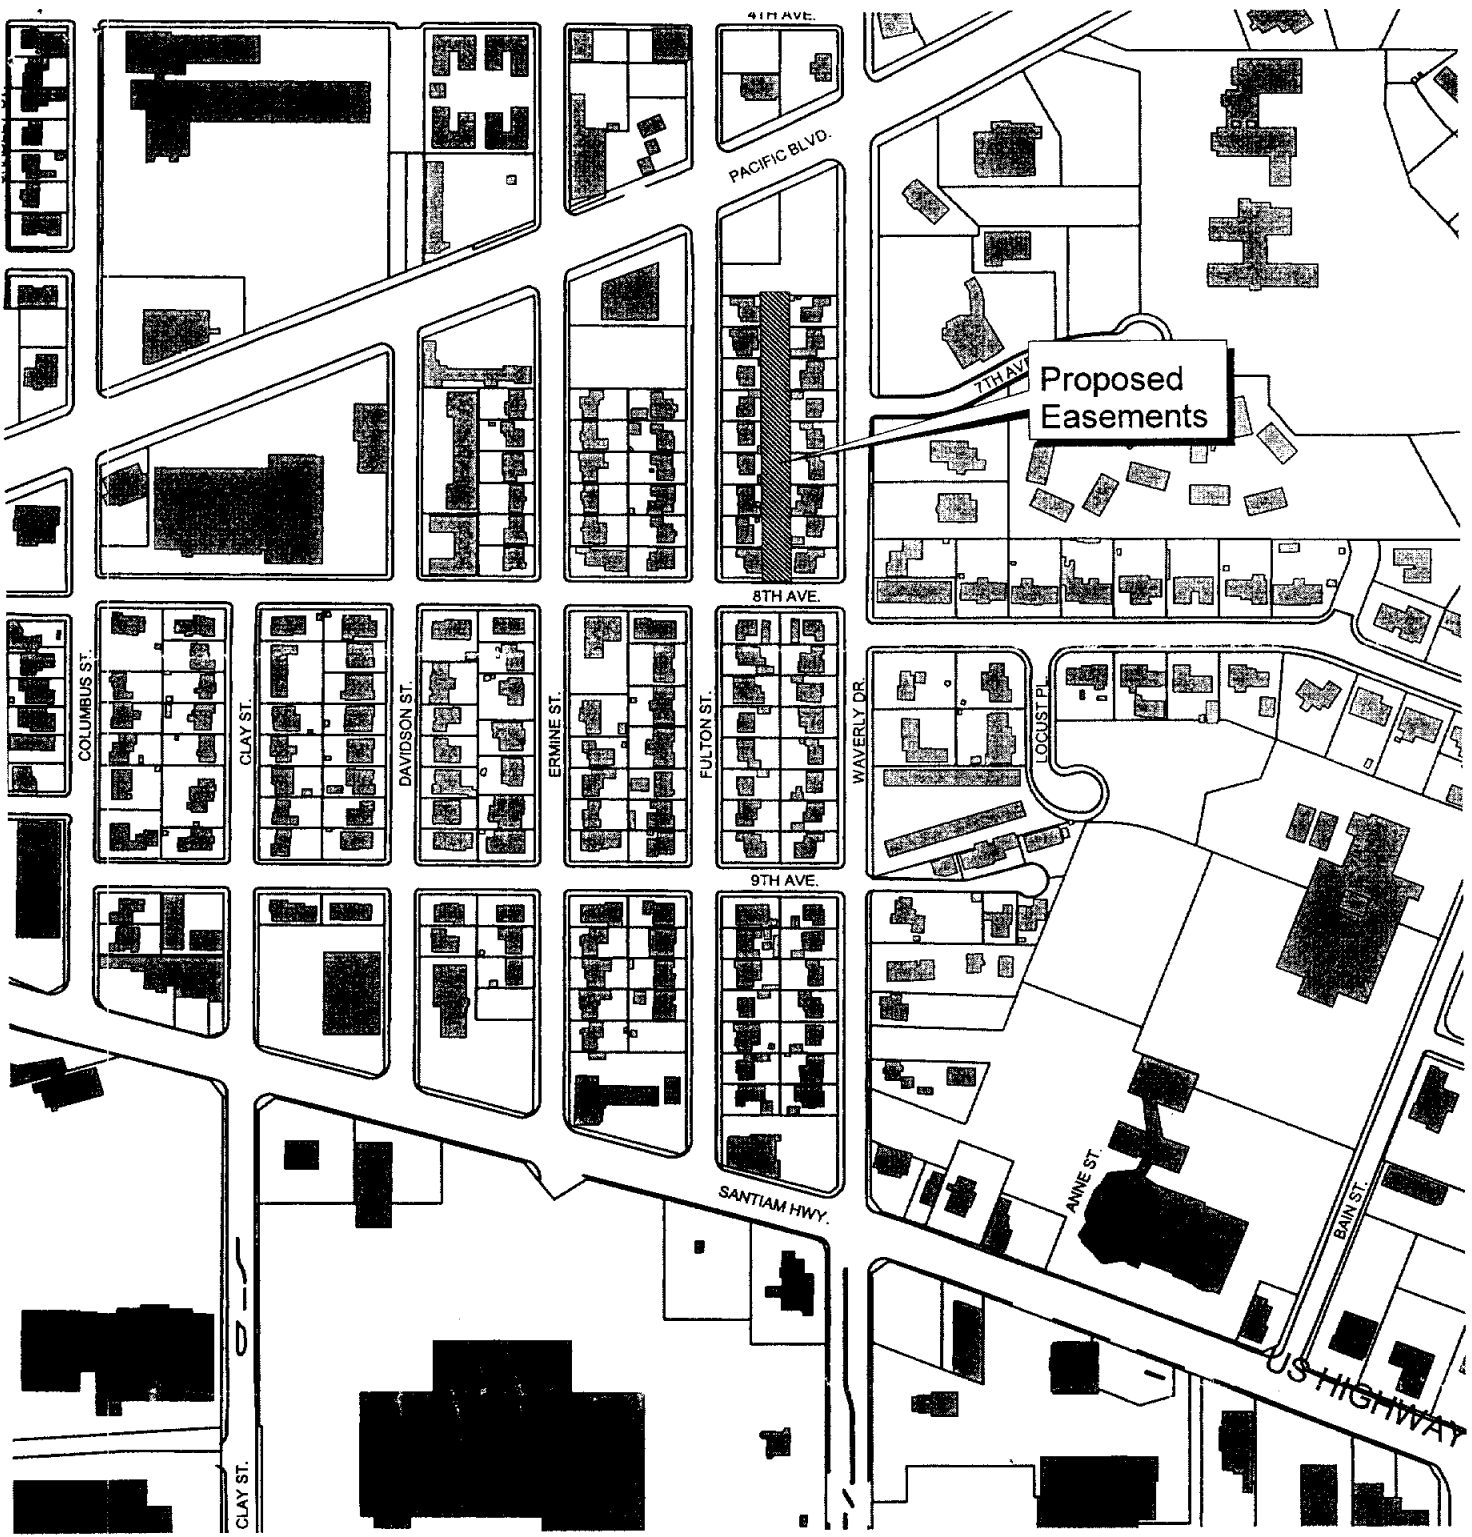 4TH AVE.
PACIFIC BLVD.
7TH AVE
Proposed
Easements
8TH AVE.
COLUMBUS ST.
CLAY ST.
DAVIDSON ST.
ERMINE ST.
FULTON ST.
WAVERLY DR.
LOCUST PL.
9TH AVE.
SANTIAM HWY.
ANNE ST.
BAIN ST.
US HIGHWAY
CLAY ST.